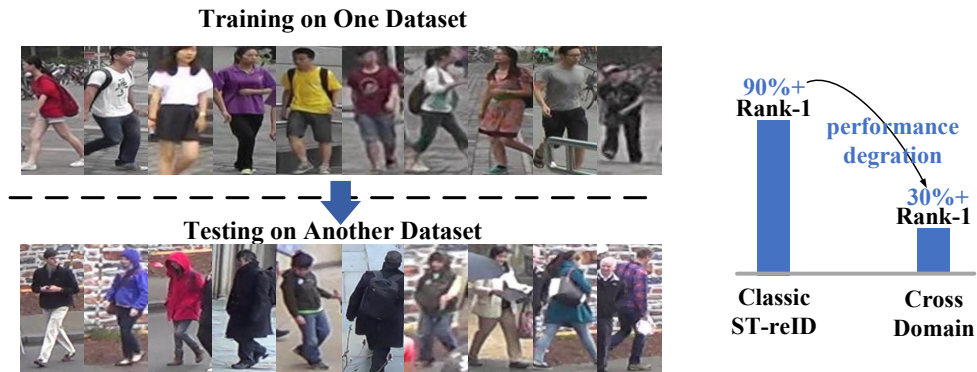 Training on One Dataset
Testing on Another Dataset
90%+
Rank-1
performance
degration
30%+
Rank-1
Classic
ST-reID
Cross
Domain